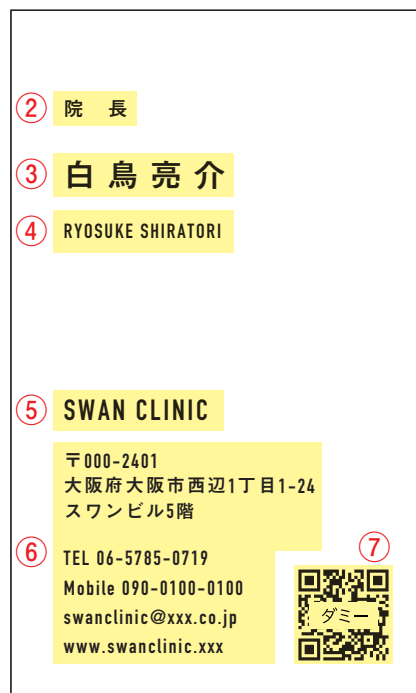 ② 院 長
③ 白鳥亮介
④ RYOSUKE SHIRATORI
⑤ SWAN CLINIC
〒000-2401
大阪府大阪市西辺1丁目1-24
スワンビル5階
⑥ TEL 06-5785-0719
Mobile 090-0100-0100
swanclinic@xxx.co.jp
www.swanclinic.xxx
⑦
ダミー